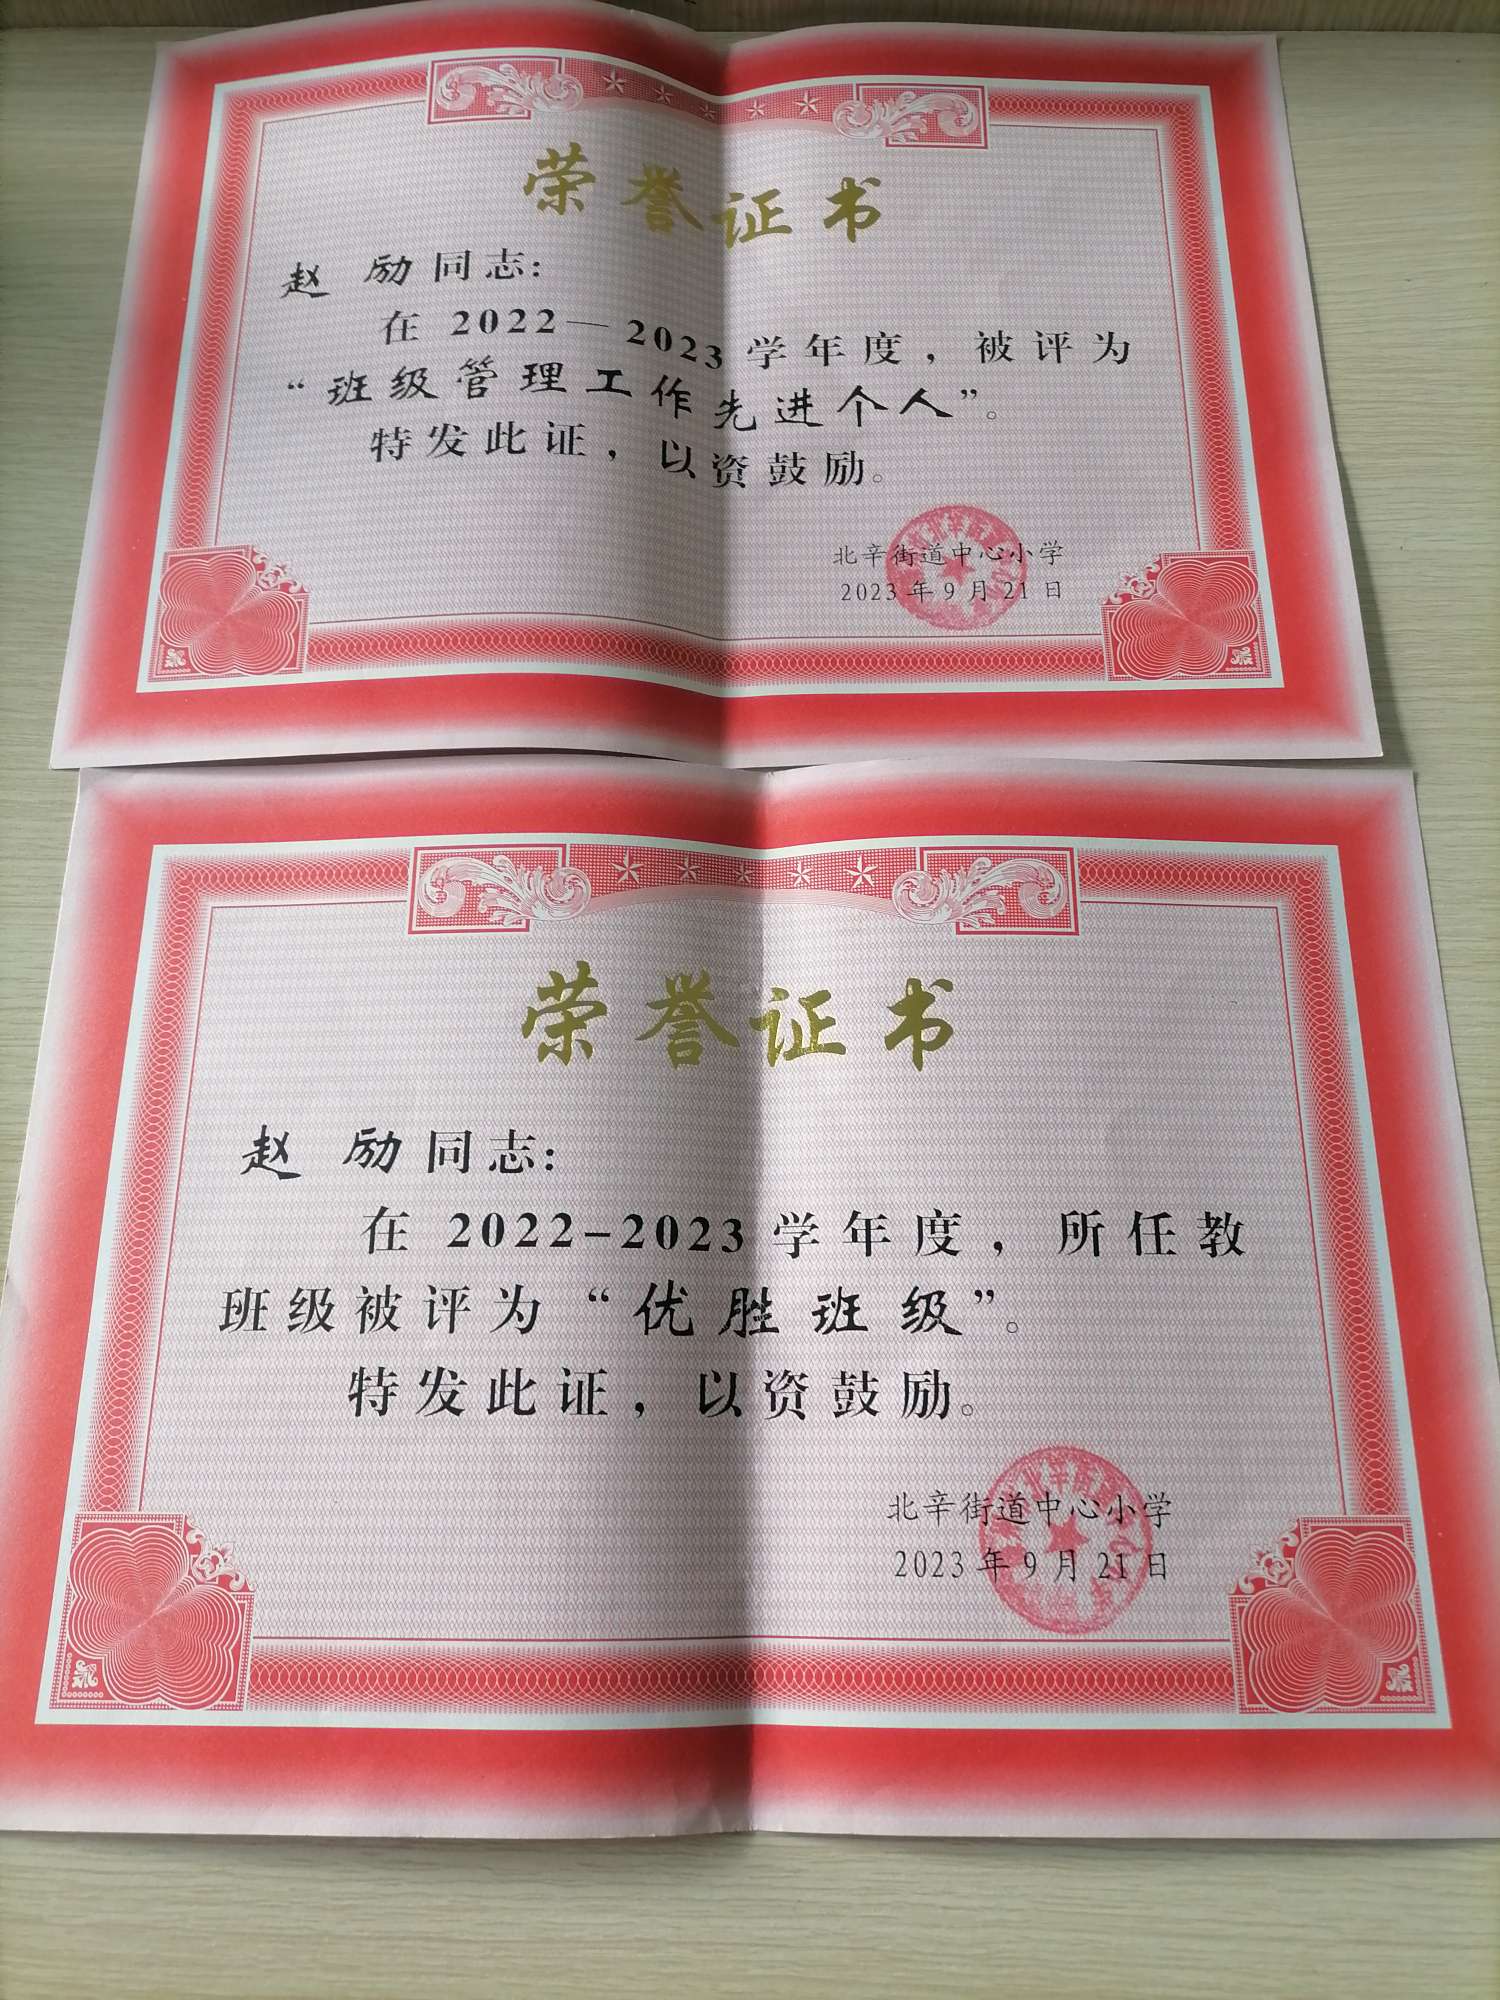 荣誉证书
赵 励同志：
在 2022—2023 学年度，被评为
“班级管理工作先进个人”。
特发此证，以资鼓励。
北辛街道中心小学
2023 年 9 月 21 日
荣誉证书
赵 励同志：
在 2022-2023 学年度，所任教
班级被评为“优胜班级”。
特发此证，以资鼓励。
北辛街道中心小学
2023 年 9 月 21 日